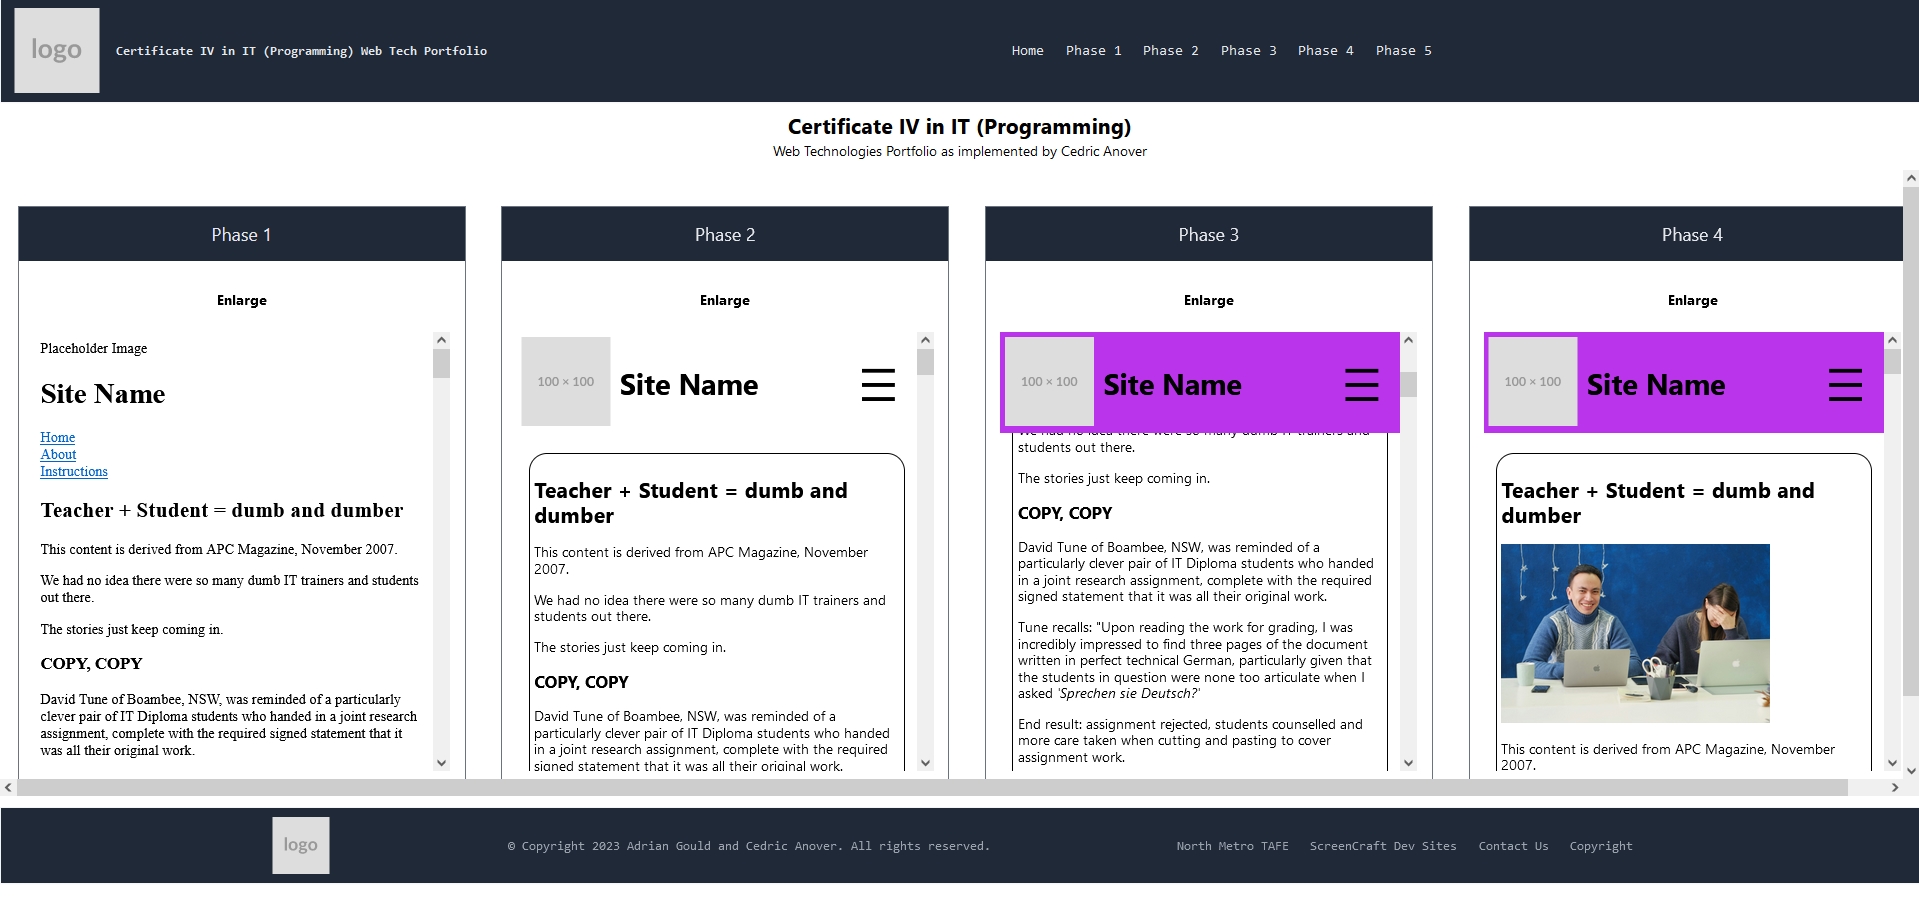 logo
Certificate IV in IT (Programming) Web Tech Portfolio
Home Phase 1 Phase 2 Phase 3 Phase 4 Phase 5
Certificate IV in IT (Programming)
Web Technologies Portfolio as implemented by Cedric Anover
Phase 1
Enlarge
Placeholder Image
Site Name
Home
About
Instructions
Teacher + Student = dumb and dumber
This content is derived from APC Magazine, November 2007.
We had no idea there were so many dumb IT trainers and students
out there.
The stories just keep coming in.
COPY, COPY
David Tune of Boambee, NSW, was reminded of a particularly
clever pair of IT Diploma students who handed in a joint research
assignment, complete with the required signed statement that it
was all their original work.
Phase 2
Enlarge
100 × 100
Site Name
Teacher + Student = dumb and
dumber
This content is derived from APC Magazine, November
2007.
We had no idea there were so many dumb IT trainers and
students out there.
The stories just keep coming in.
COPY, COPY
David Tune of Boambee, NSW, was reminded of a
particularly clever pair of IT Diploma students who handed
in a joint research assignment, complete with the required
signed statement that it was all their original work.
Phase 3
Enlarge
100 × 100
Site Name
We had no idea there were so many dumb IT trainers and
students out there.
The stories just keep coming in.
COPY, COPY
David Tune of Boambee, NSW, was reminded of a
particularly clever pair of IT Diploma students who handed
in a joint research assignment, complete with the required
signed statement that it was all their original work.
Tune recalls: "Upon reading the work for grading, I was
incredibly impressed to find three pages of the document
written in perfect technical German, particularly given that
the students in question were none too articulate when I
asked 'Sprechen sie Deutsch?'
End result: assignment rejected, students counselled and
more care taken when cutting and pasting to cover
assignment work.
Phase 4
Enlarge
100 × 100
Site Name
Teacher + Student = dumb and
dumber
This content is derived from APC Magazine, November
2007.
logo
© Copyright 2023 Adrian Gould and Cedric Anover. All rights reserved.
North Metro TAFE ScreenCraft Dev Sites Contact Us Copyright